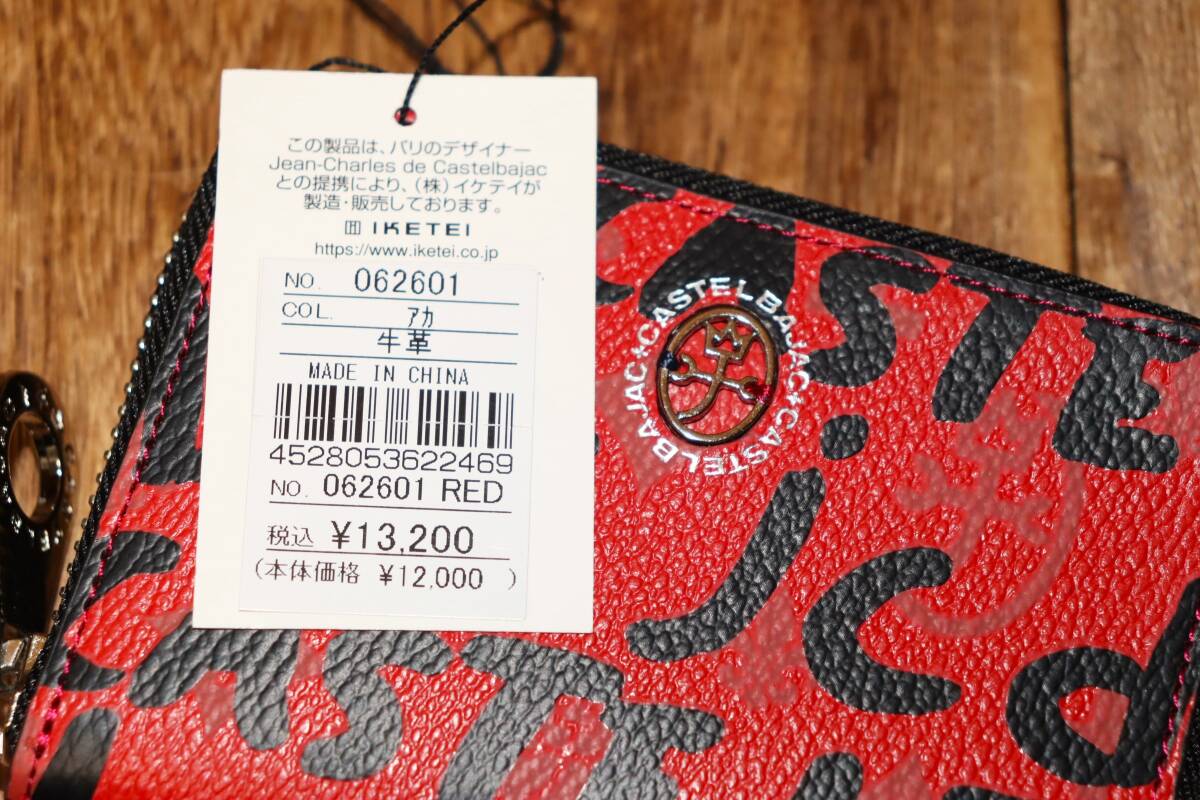 この製品は、パリのデザイナー
Jean-Charles de Castelbajac
との提携により、(株)イケテイが
製造・販売しております。
IKETEI
https://www.iketei.co.jp
NO. 062601
COL. アカ
牛革
MADE IN CHINA
4528053622469
NO. 062601 RED
税込 ¥13,200
(本体価格 ¥12,000 )
CASTELBAJAC+CASTELBAJAC+